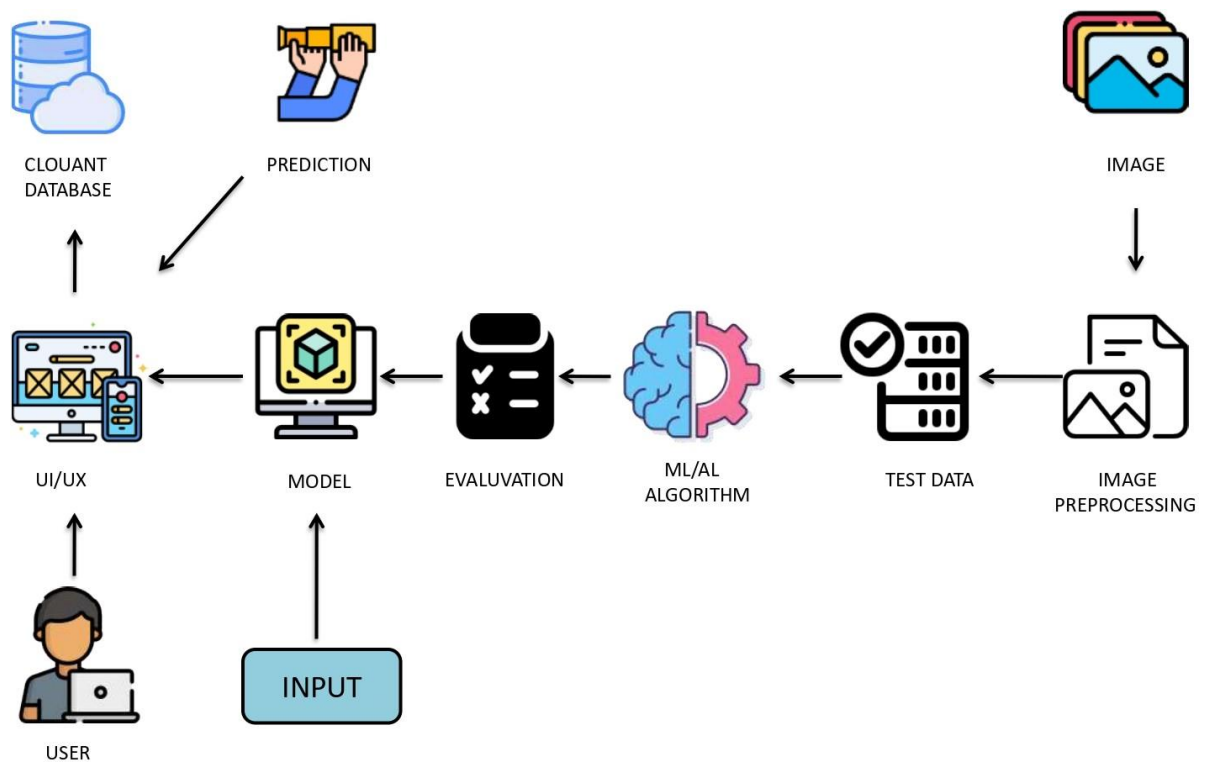 CLOUANT
DATABASE
PREDICTION
IMAGE
UI/UX
MODEL
EVALUVATION
ML/AL
ALGORITHM
TEST DATA
IMAGE
PREPROCESSING
INPUT
USER